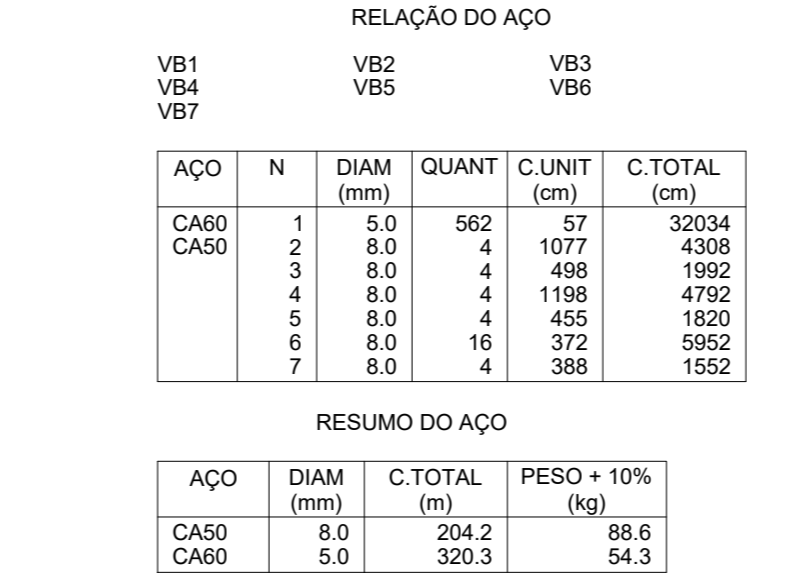 RELAÇÃO DO AÇO
VB1 VB2 VB3
VB4 VB5 VB6
VB7
AÇO N DIAM QUANT C.UNIT C.TOTAL
(mm) (cm) (cm)
CA60 1 5.0 562 57 32034
CA50 2 8.0 4 1077 4308
3 8.0 4 498 1992
4 8.0 4 1198 4792
5 8.0 4 455 1820
6 8.0 16 372 5952
7 8.0 4 388 1552
RESUMO DO AÇO
AÇO DIAM C.TOTAL PESO + 10%
(mm) (m) (kg)
CA50 8.0 204.2 88.6
CA60 5.0 320.3 54.3